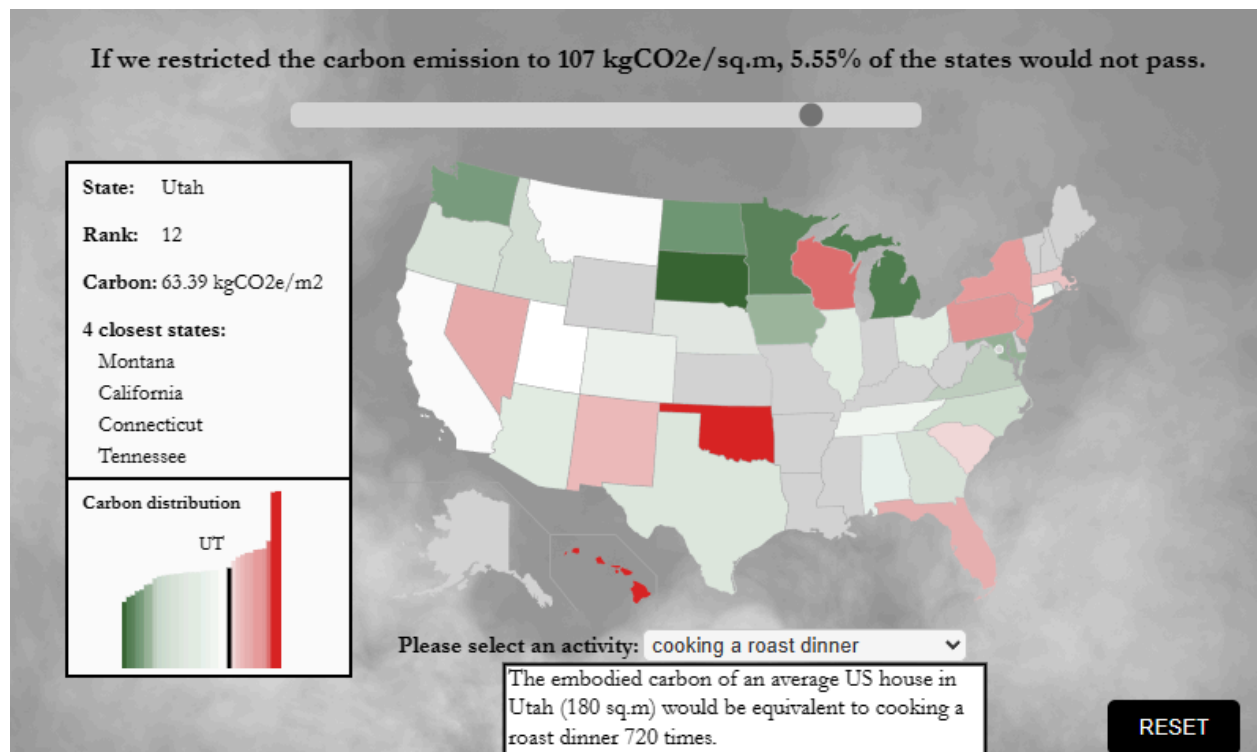 If we restricted the carbon emission to 107 kgCO2e/sq.m, 5.55% of the states would not pass.
State: Utah
Rank: 12
Carbon: 63.39 kgCO2e/m2
4 closest states:
Montana
California
Connecticut
Tennessee
Carbon distribution
UT
Please select an activity: cooking a roast dinner
The embodied carbon of an average US house in
Utah (180 sq.m) would be equivalent to cooking a
roast dinner 720 times.
RESET